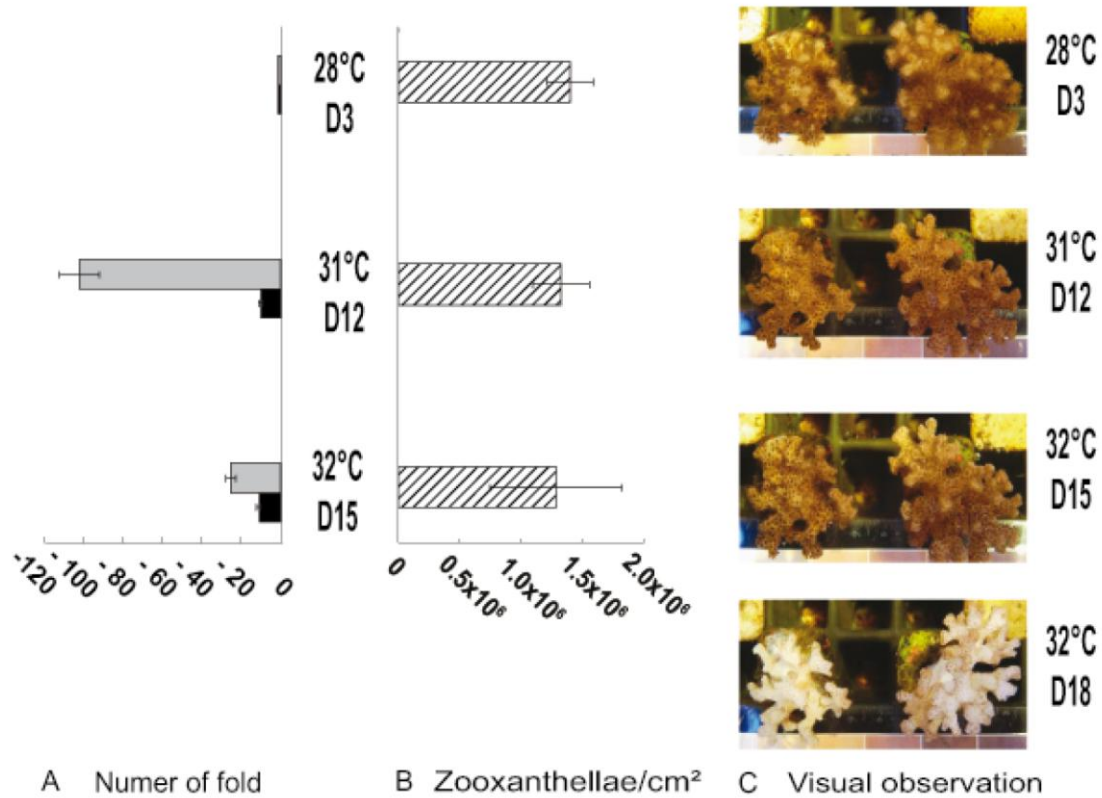 28°C
D3
31°C
D12
32°C
D15
-120
-100
-80
-60
-40
-20
0
0
0.5x10⁶
1.0x10⁶
1.5x10⁶
2.0x10⁶
28°C
D3
31°C
D12
32°C
D15
32°C
D18
A Numer of fold
B Zooxanthellae/cm²
C Visual observation